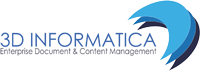 3D INFORMATICA
Enterprise Document & Content Management